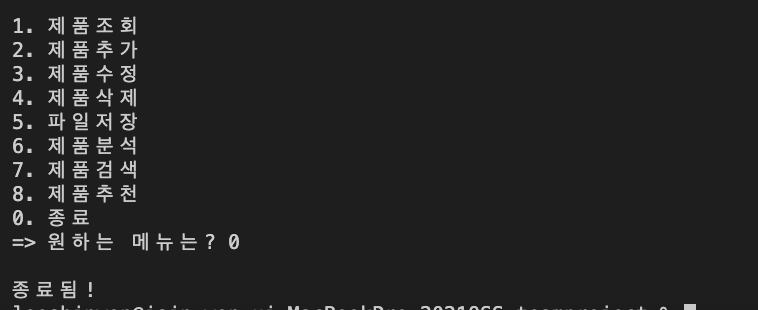 1. 제품조회
2. 제품추가
3. 제품수정
4. 제품삭제
5. 파일저장
6. 제품분석
7. 제품검색
8. 제품추천
0. 종료
=> 원하는 메뉴는? 0
종료됨!